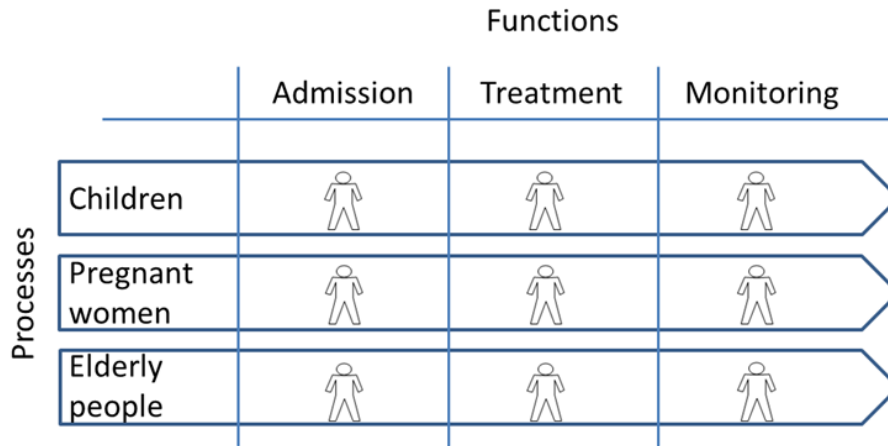 Functions
Admission Treatment Monitoring
Processes
Children
Pregnant
women
Elderly
people